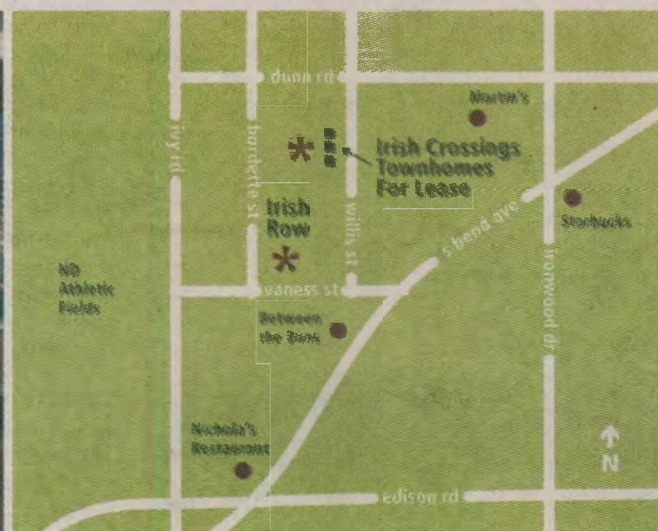 dunn rd
Martin's
ivy rd
burdette st
Irish Crossings
Townhomes
For Lease
Irish
Row
willis st
s bend ave
Starbucks
ironwood dr
ND
Athletic
Fields
vaness st
Between
the Buns
Nichola's
Restaurant
N
edison rd